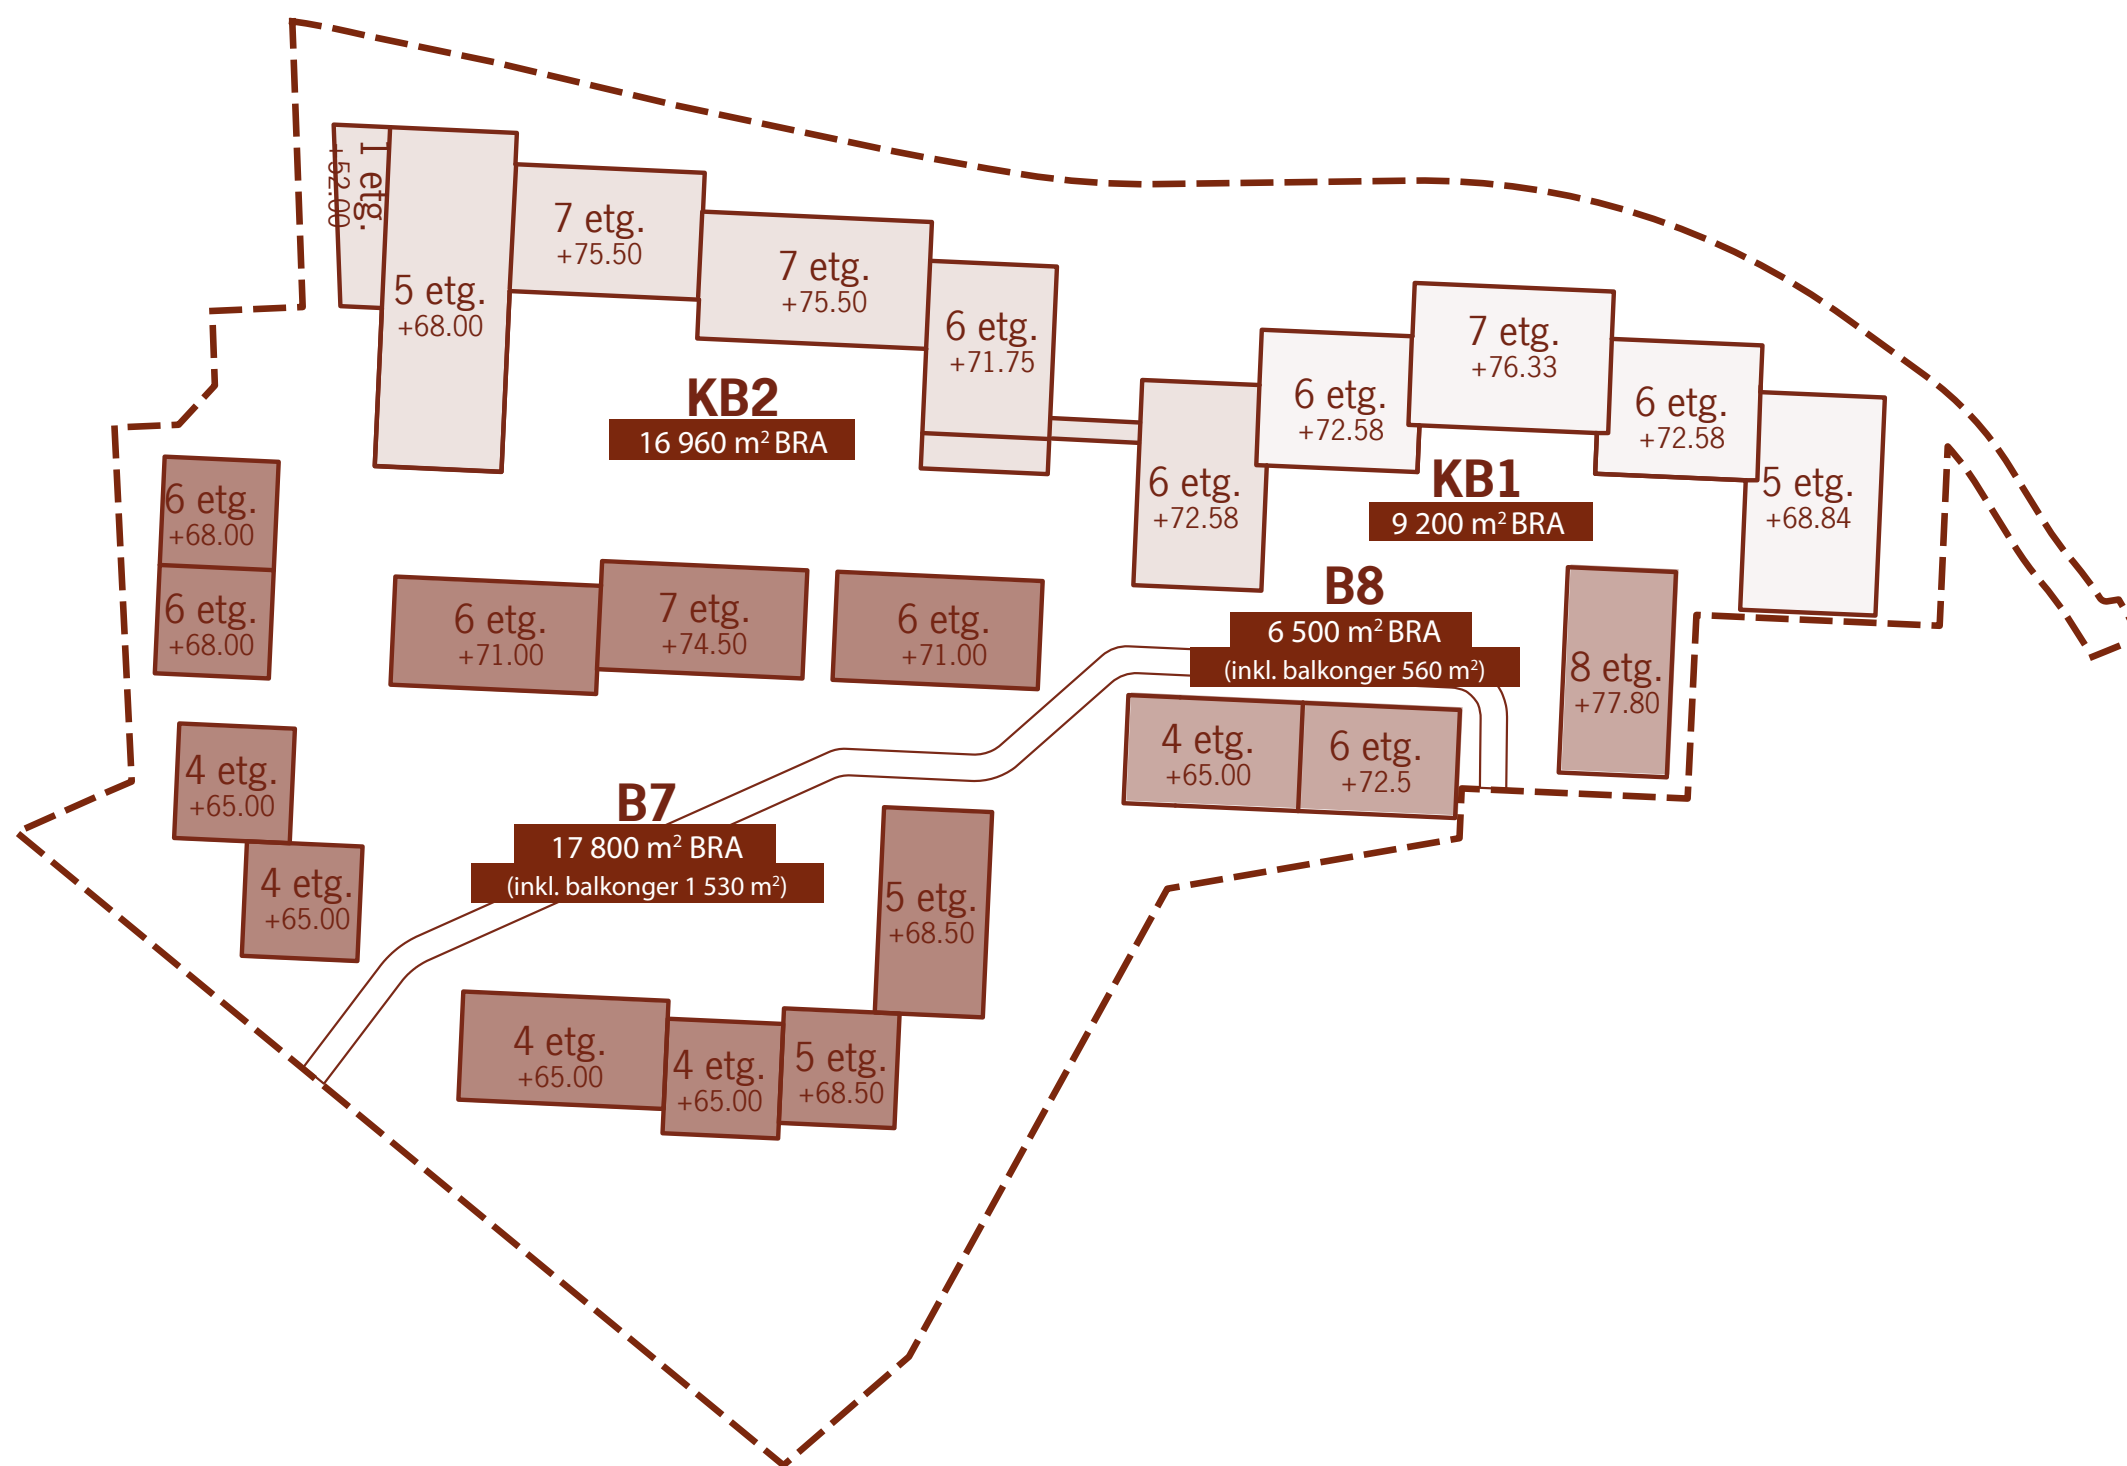 1 etg.
+52.00
5 etg.
+68.00
7 etg.
+75.50
7 etg.
+75.50
6 etg.
+71.75
KB2
16 960 m² BRA
6 etg.
+72.58
6 etg.
+72.58
7 etg.
+76.33
6 etg.
+72.58
5 etg.
+68.84
KB1
9 200 m² BRA
6 etg.
+68.00
6 etg.
+68.00
6 etg.
+71.00
7 etg.
+74.50
6 etg.
+71.00
B8
6 500 m² BRA
(inkl. balkonger 560 m²)
8 etg.
+77.80
4 etg.
+65.00
6 etg.
+72.5
4 etg.
+65.00
4 etg.
+65.00
B7
17 800 m² BRA
(inkl. balkonger 1 530 m²)
5 etg.
+68.50
4 etg.
+65.00
4 etg.
+65.00
5 etg.
+68.50